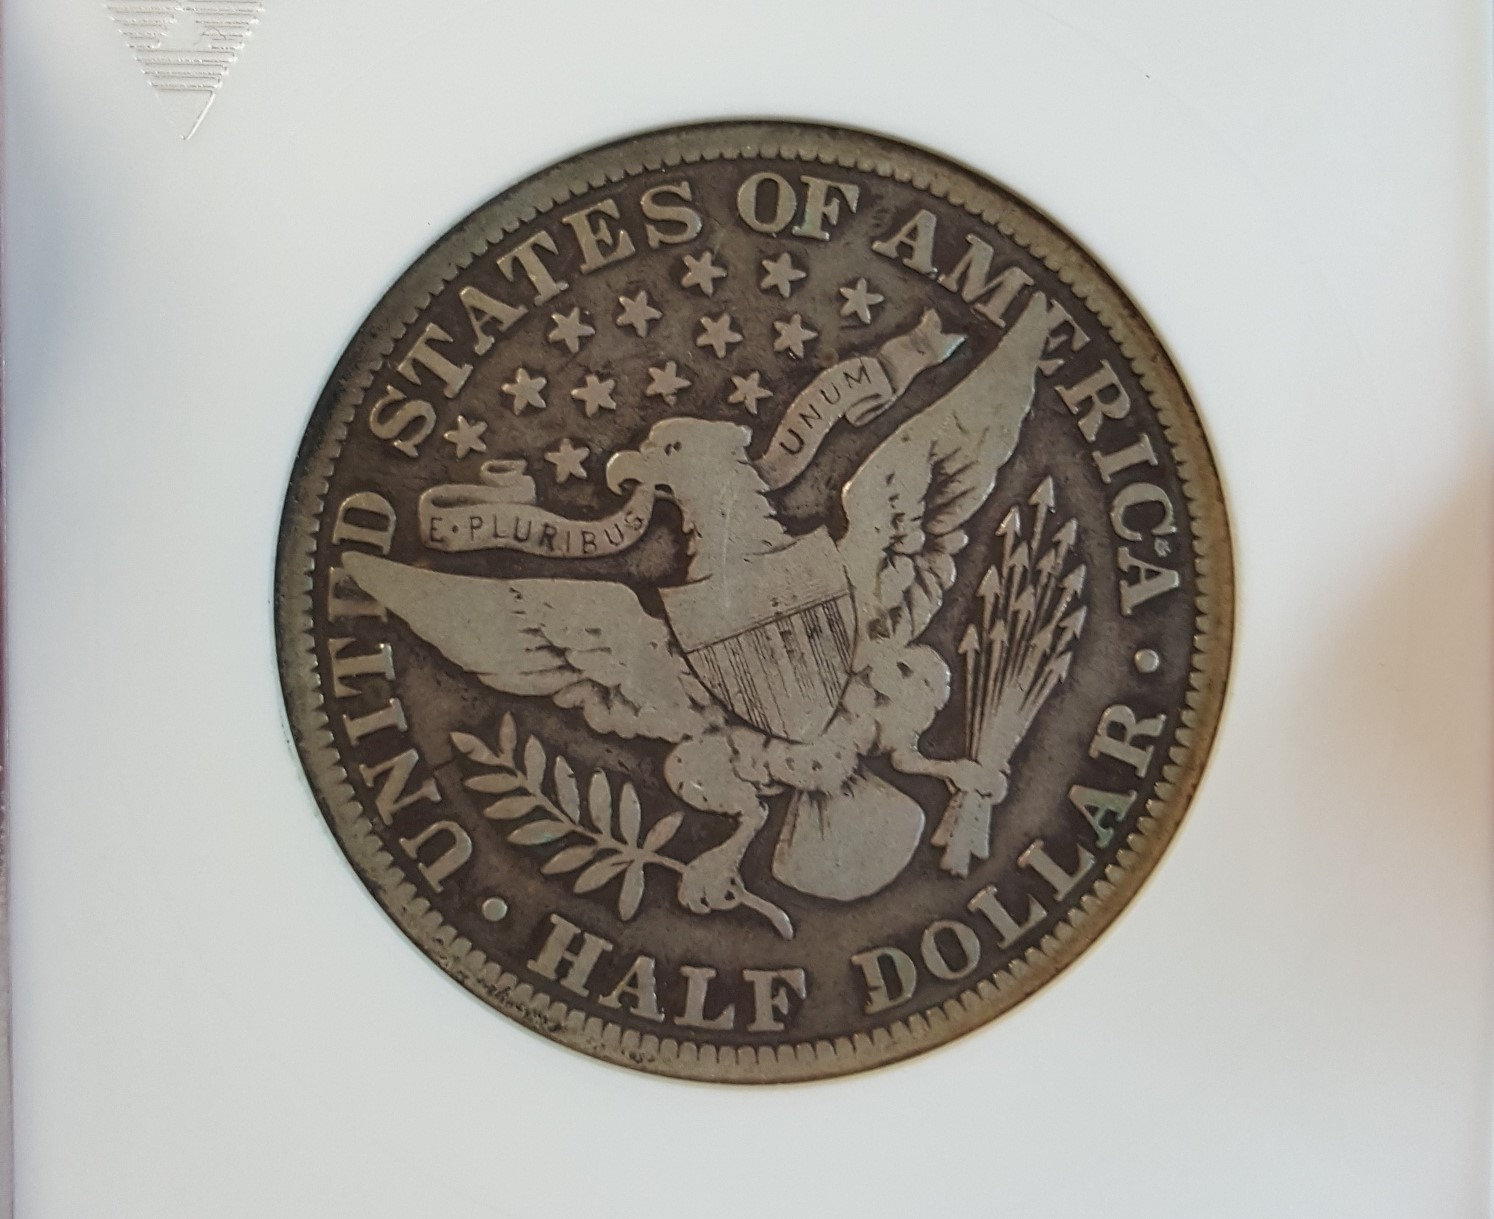 UNITED STATES OF AMERICA
E·PLURIBUS UNUM
· HALF DOLLAR ·